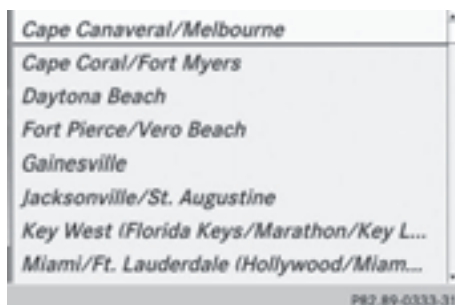 Cape Canaveral/Melbourne
Cape Coral/Fort Myers
Daytona Beach
Fort Pierce/Vero Beach
Gainesville
Jacksonville/St. Augustine
Key West (Florida Keys/Marathon/Key L...
Miami/Ft. Lauderdale (Hollywood/Miam...
P82.89-0333-31